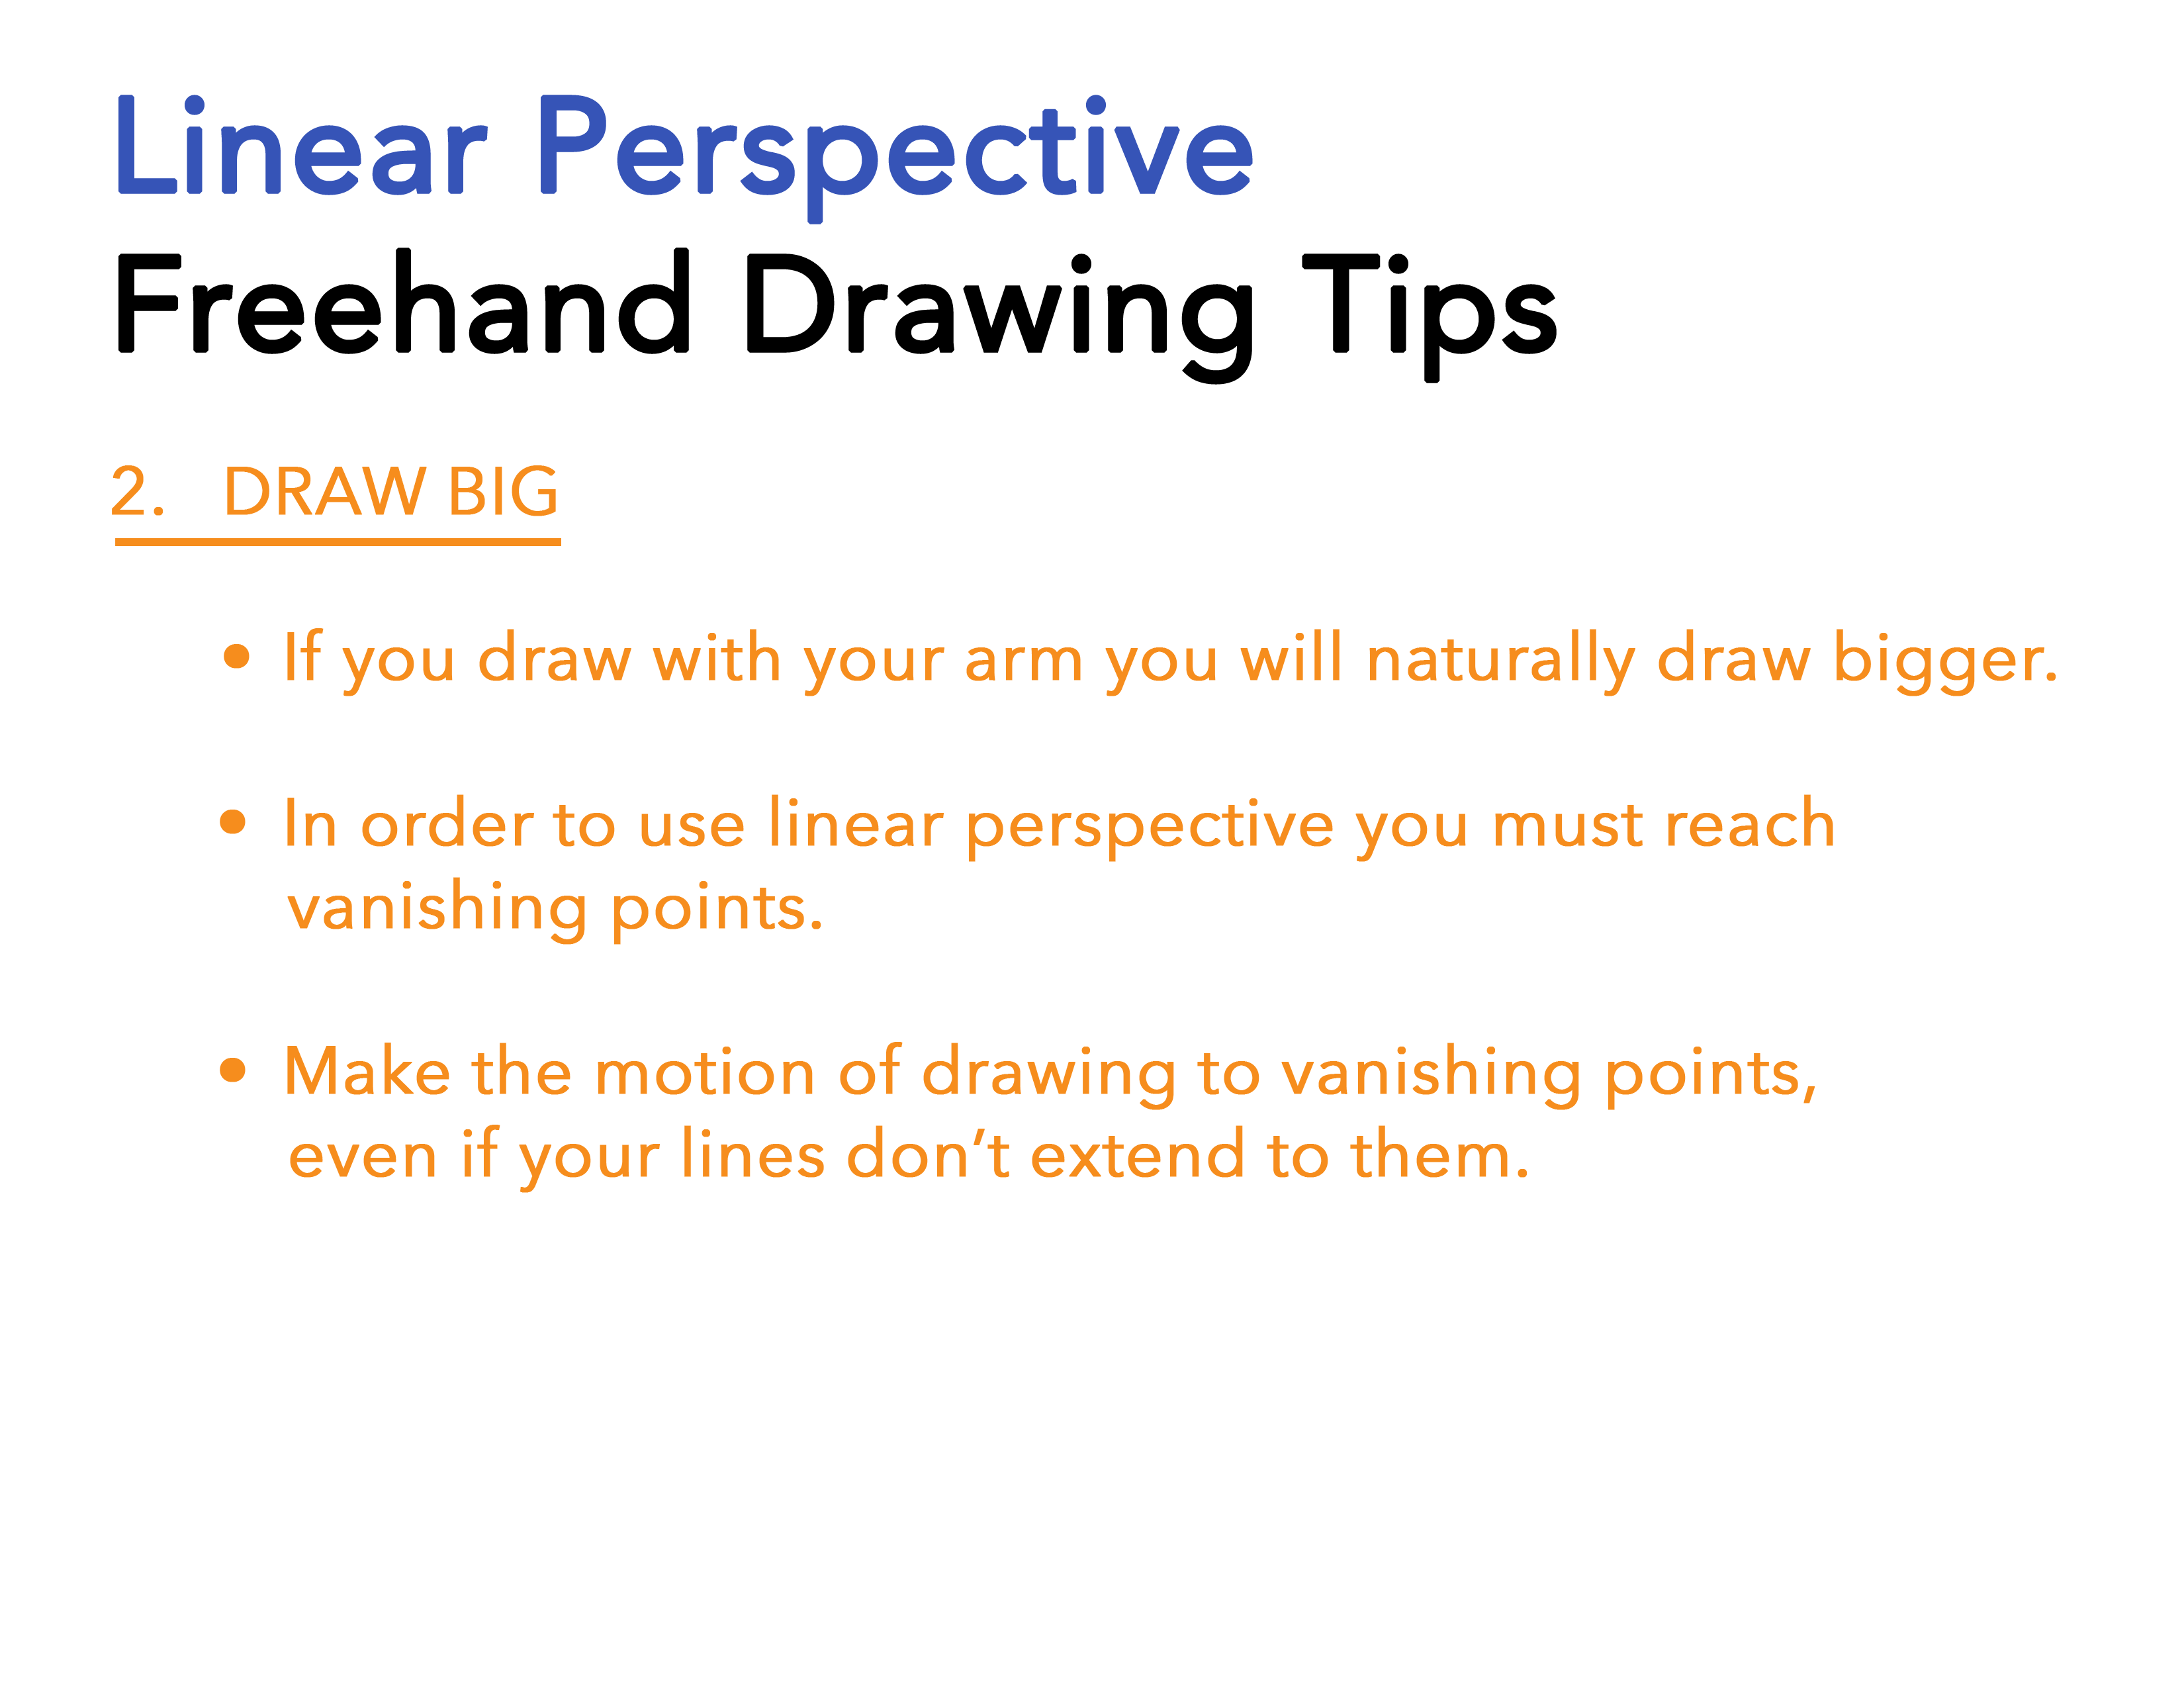 Linear Perspective
Freehand Drawing Tips
2. DRAW BIG
• If you draw with your arm you will naturally draw bigger.
• In order to use linear perspective you must reach
vanishing points.
• Make the motion of drawing to vanishing points,
even if your lines don't extend to them.